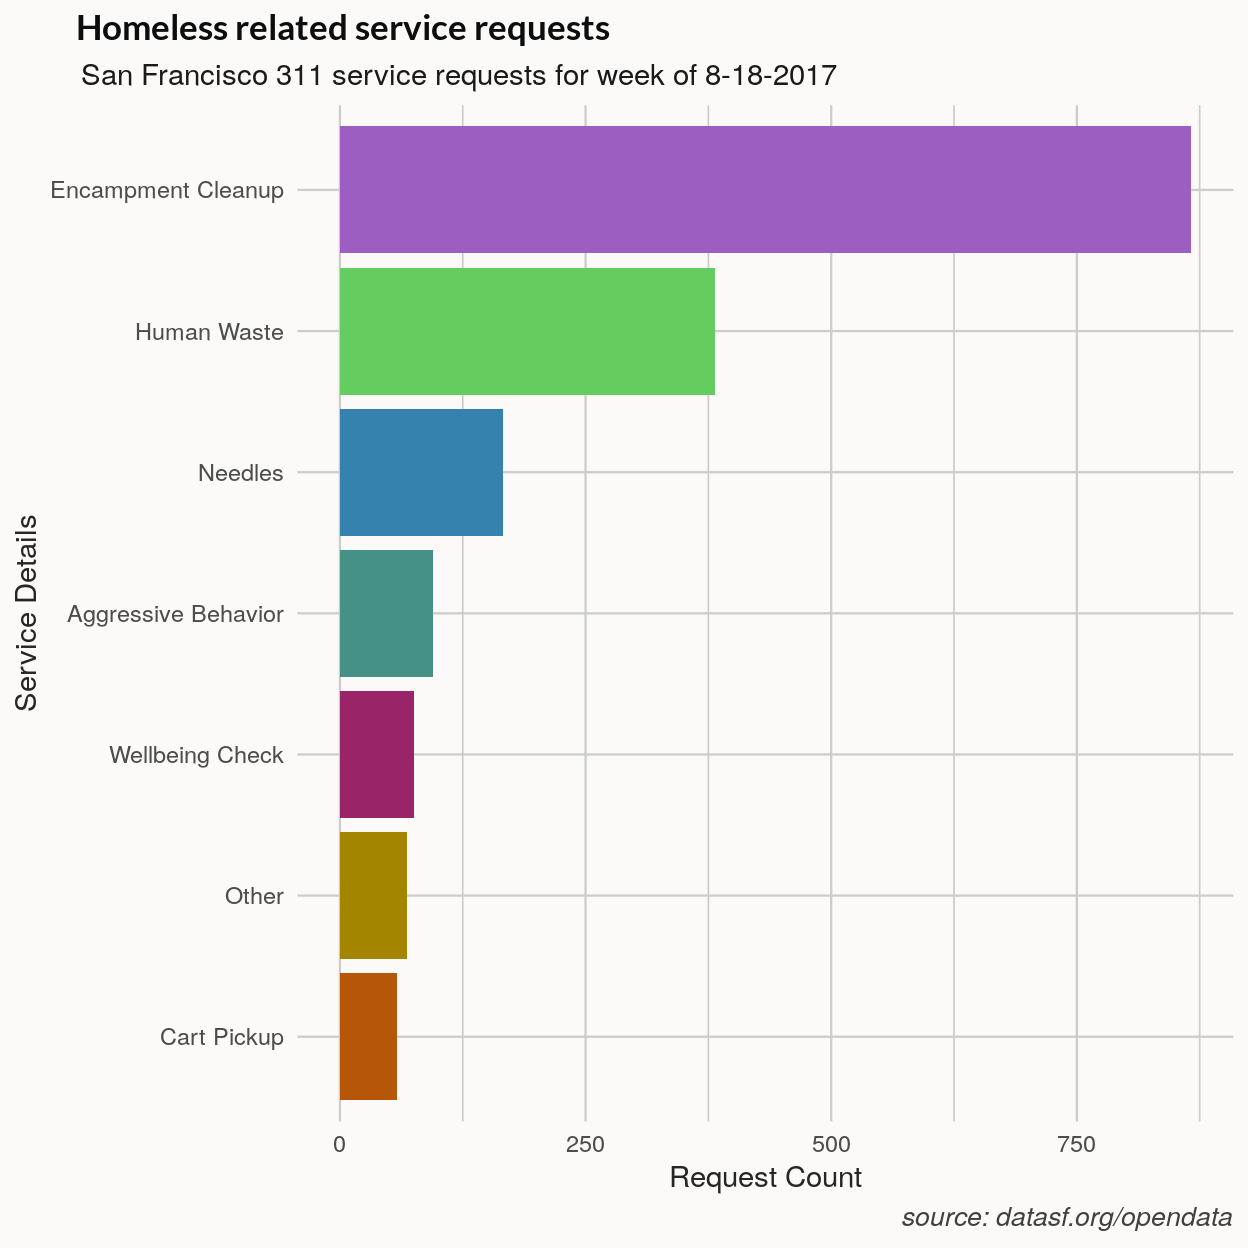 Homeless related service requests
San Francisco 311 service requests for week of 8-18-2017
Encampment Cleanup
Human Waste
Needles
Aggressive Behavior
Wellbeing Check
Other
Cart Pickup
Service Details
0 250 500 750
Request Count
source: datasf.org/opendata